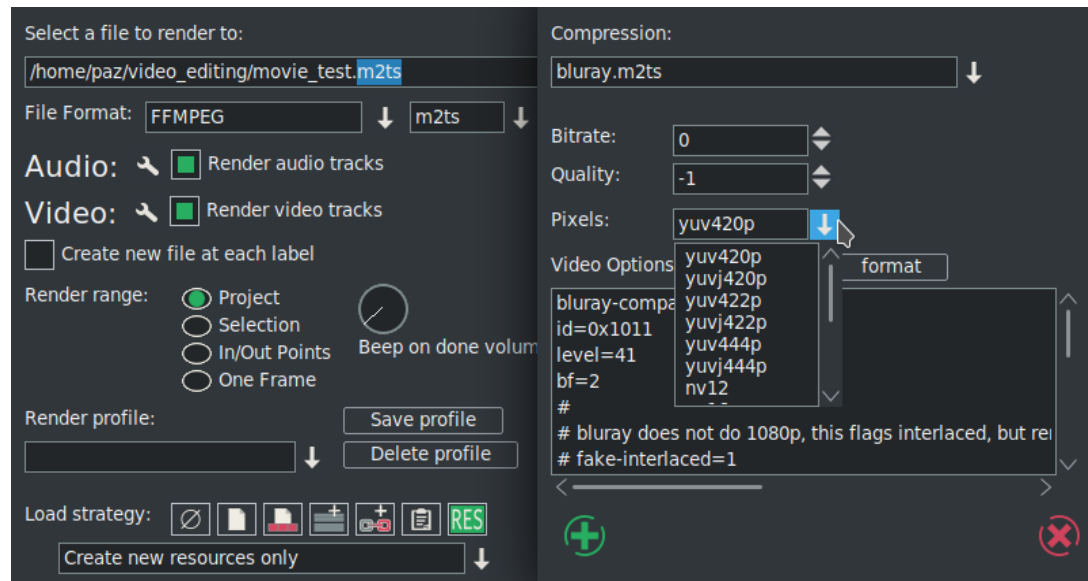 Select a file to render to:
/home/paz/video_editing/movie_test.m2ts
File Format: FFMPEG m2ts
Audio: Render audio tracks
Video: Render video tracks
Create new file at each label
Render range: Project
Selection
In/Out Points
One Frame
Beep on done volum
Render profile: Save profile
Delete profile
Load strategy: RES
Create new resources only
Compression:
bluray.m2ts
Bitrate: 0
Quality: -1
Pixels: yuv420p
yuv420p
yuvj420p
yuv422p
yuvj422p
yuv444p
yuvj444p
nv12
Video Options format
bluray-compa
id=0x1011
level=41
bf=2
#
# bluray does not do 1080p, this flags interlaced, but
# fake-interlaced=1